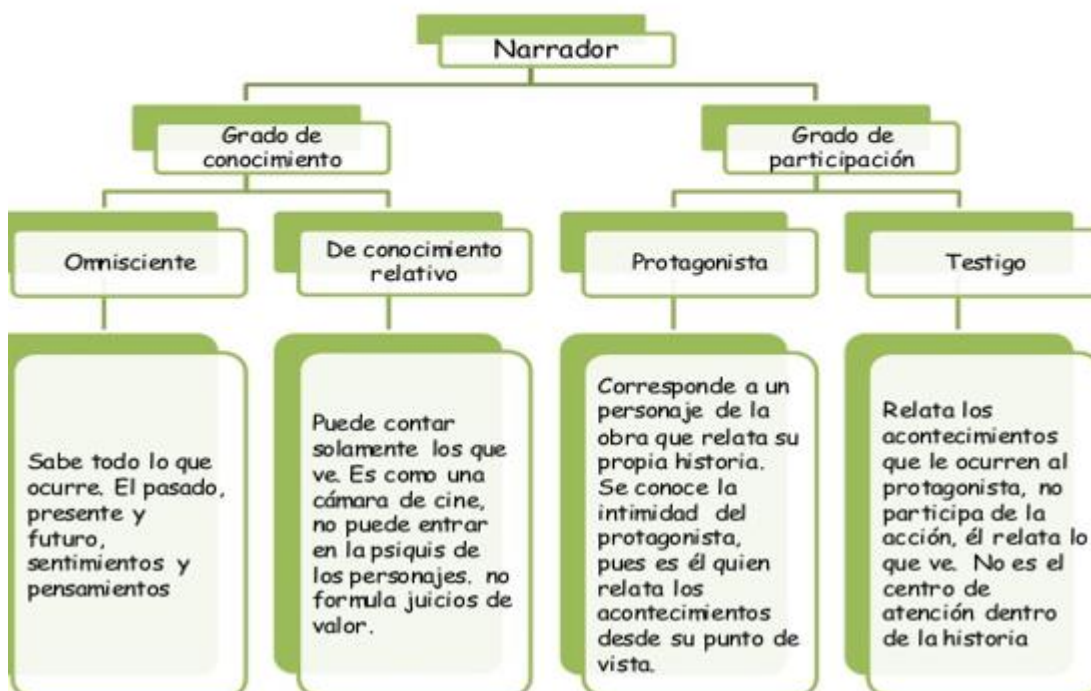 Narrador
Grado de
conocimiento
Grado de
participación
Omnisciente
De conocimiento
relativo
Protagonista
Testigo
Sabe todo lo que
ocurre. El pasado,
presente y
futuro,
sentimientos y
pensamientos
Puede contar
solamente los que
ve. Es como una
cámara de cine,
no puede entrar
en la psiquis de
los personajes. no
formula juicios de
valor.
Corresponde a un
personaje de la
obra que relata su
propia historia.
Se conoce la
intimidad del
protagonista,
pues es él quien
relata los
acontecimientos
desde su punto de
vista.
Relata los
acontecimientos
que le ocurren al
protagonista, no
participa de la
acción, él relata lo
que ve. No es el
centro de
atención dentro
de la historia